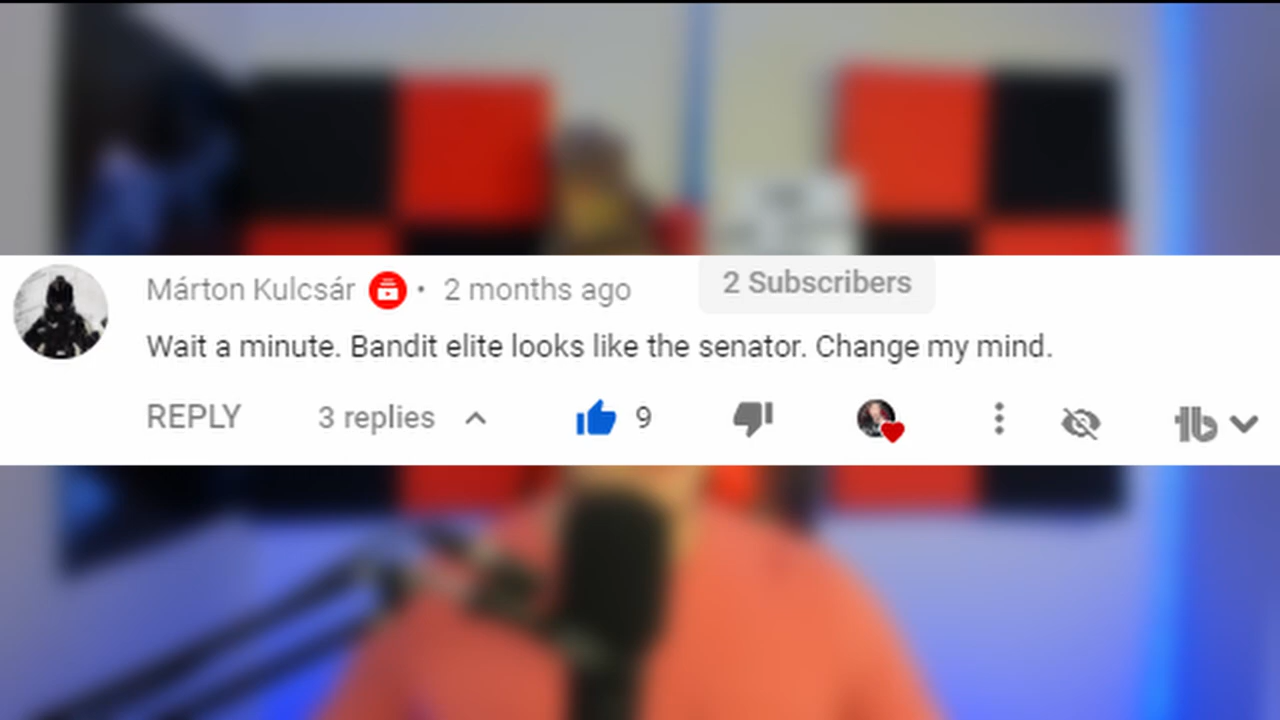 Márton Kulcsár • 2 months ago 2 Subscribers
Wait a minute. Bandit elite looks like the senator. Change my mind.
REPLY 3 replies 9